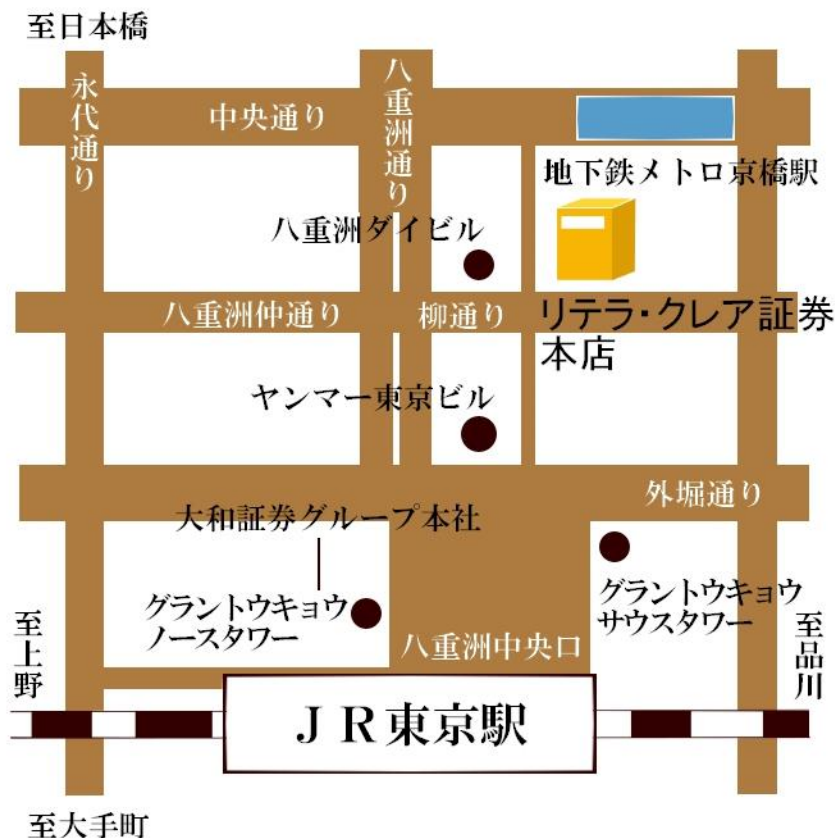 至日本橋
永代通り
中央通り
八重洲通り
地下鉄メトロ京橋駅
八重洲ダイビル
八重洲仲通り
柳通り
リテラ・クレア証券
本店
ヤンマー東京ビル
外堀通り
大和証券グループ本社
グラントウキョウ
ノースタワー
グラントウキョウ
サウスタワー
八重洲中央口
至上野
至品川
JR東京駅
至大手町